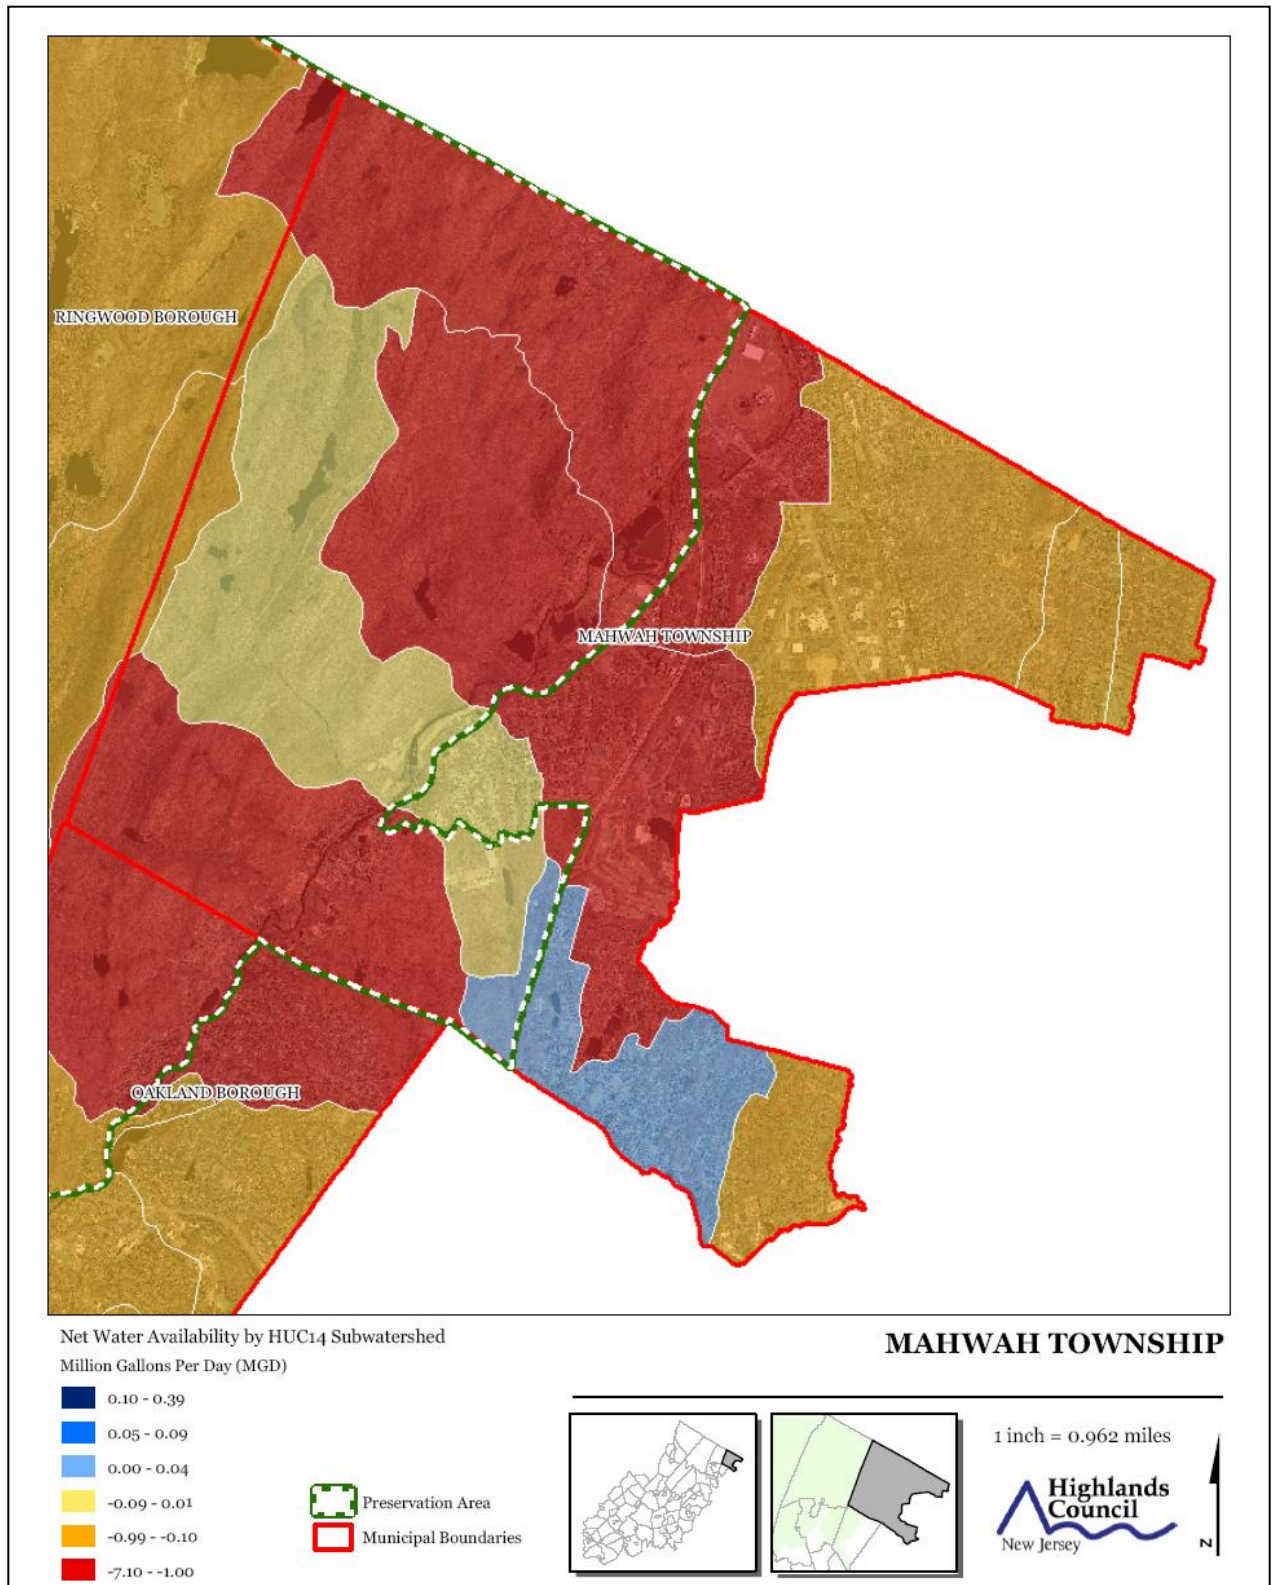 RINGWOOD BOROUGH
MAHWAH TOWNSHIP
OAKLAND BOROUGH
Net Water Availability by HUC14 Subwatershed
Million Gallons Per Day (MGD)
0.10 - 0.39
0.05 - 0.09
0.00 - 0.04
-0.09 - 0.01
-0.99 - -0.10
-7.10 - -1.00
Preservation Area
Municipal Boundaries
MAHWAH TOWNSHIP
1 inch = 0.962 miles
Highlands
Council
New Jersey
N